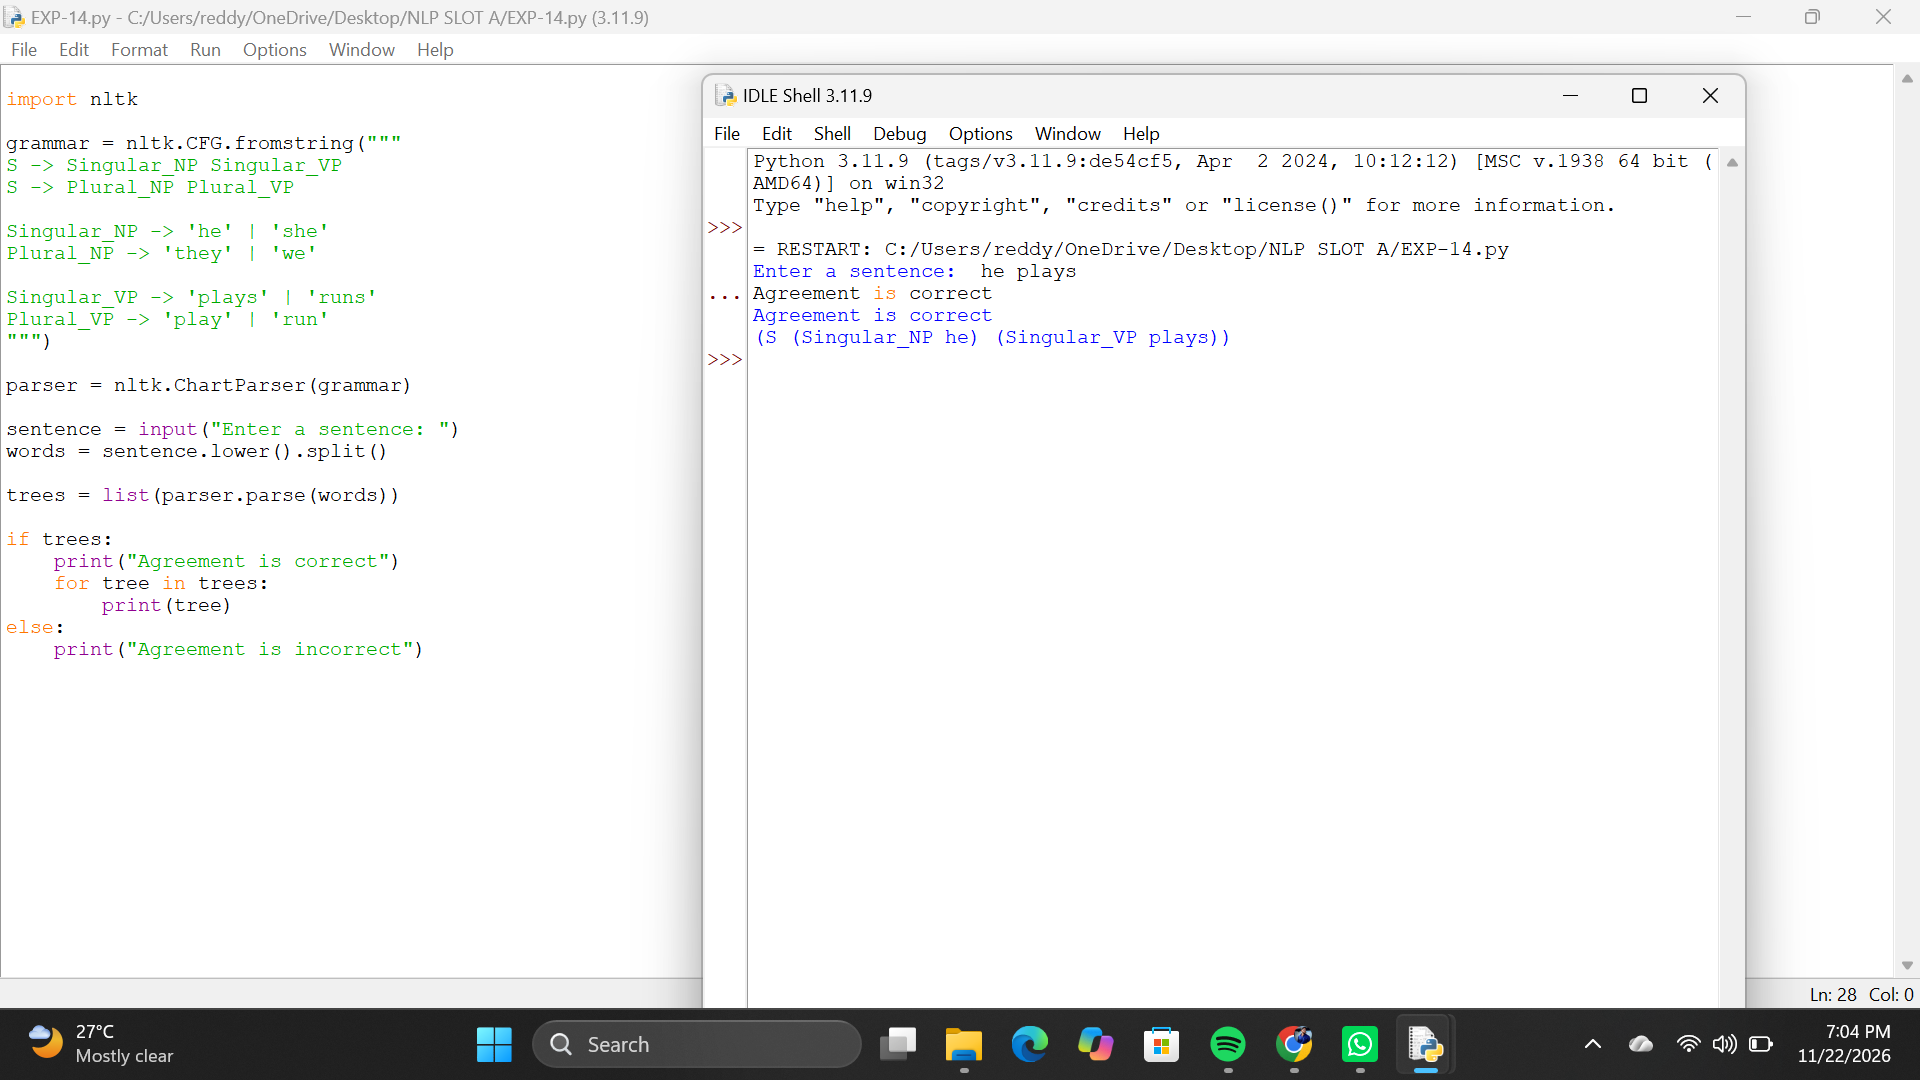 EXP-14.py - C:/Users/reddy/OneDrive/Desktop/NLP SLOT A/EXP-14.py (3.11.9)
File Edit Format Run Options Window Help
import nltk
grammar = nltk.CFG.fromstring("""
S -> Singular_NP Singular_VP
S -> Plural_NP Plural_VP
Singular_NP -> 'he' | 'she'
Plural_NP -> 'they' | 'we'
Singular_VP -> 'plays' | 'runs'
Plural_VP -> 'play' | 'run'
""")
parser = nltk.ChartParser(grammar)
sentence = input("Enter a sentence: ")
words = sentence.lower().split()
trees = list(parser.parse(words))
if trees:
    print("Agreement is correct")
    for tree in trees:
        print(tree)
else:
    print("Agreement is incorrect")
IDLE Shell 3.11.9
File Edit Shell Debug Options Window Help
Python 3.11.9 (tags/v3.11.9:de54cf5, Apr  2 2024, 10:12:12) [MSC v.1938 64 bit (
AMD64)] on win32
Type "help", "copyright", "credits" or "license()" for more information.
>>>
= RESTART: C:/Users/reddy/OneDrive/Desktop/NLP SLOT A/EXP-14.py
Enter a sentence:  he plays
... Agreement is correct
Agreement is correct
(S (Singular_NP he) (Singular_VP plays))
>>>
Ln: 28 Col: 0
27°C
Mostly clear
Search
7:04 PM
11/22/2026